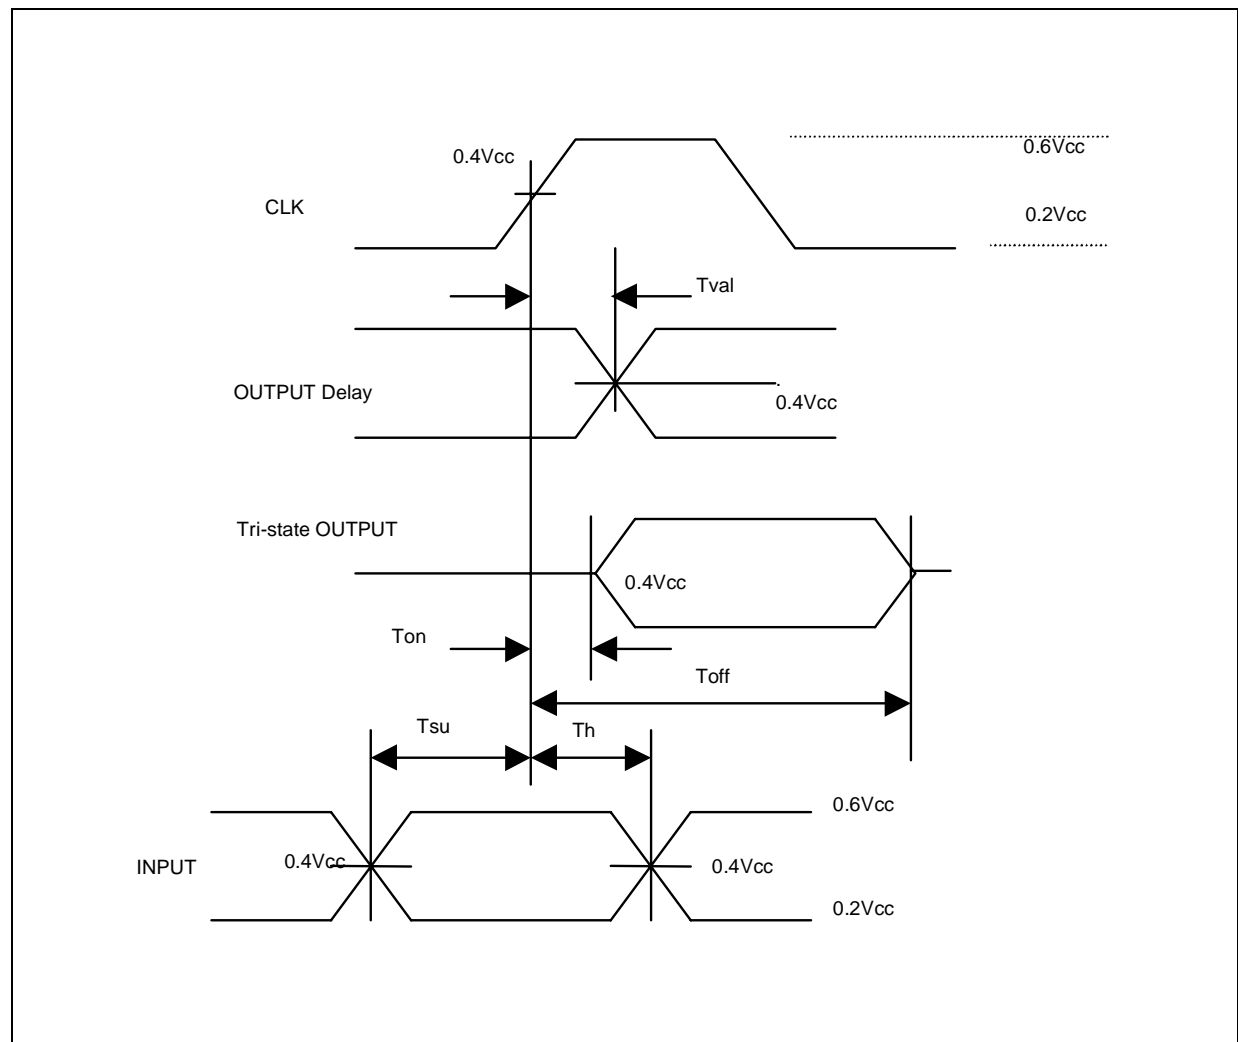 0.4Vcc
0.6Vcc
CLK
0.2Vcc
Tval
OUTPUT Delay
0.4Vcc
Tri-state OUTPUT
0.4Vcc
Ton
Toff
Tsu
Th
0.6Vcc
INPUT
0.4Vcc
0.4Vcc
0.2Vcc